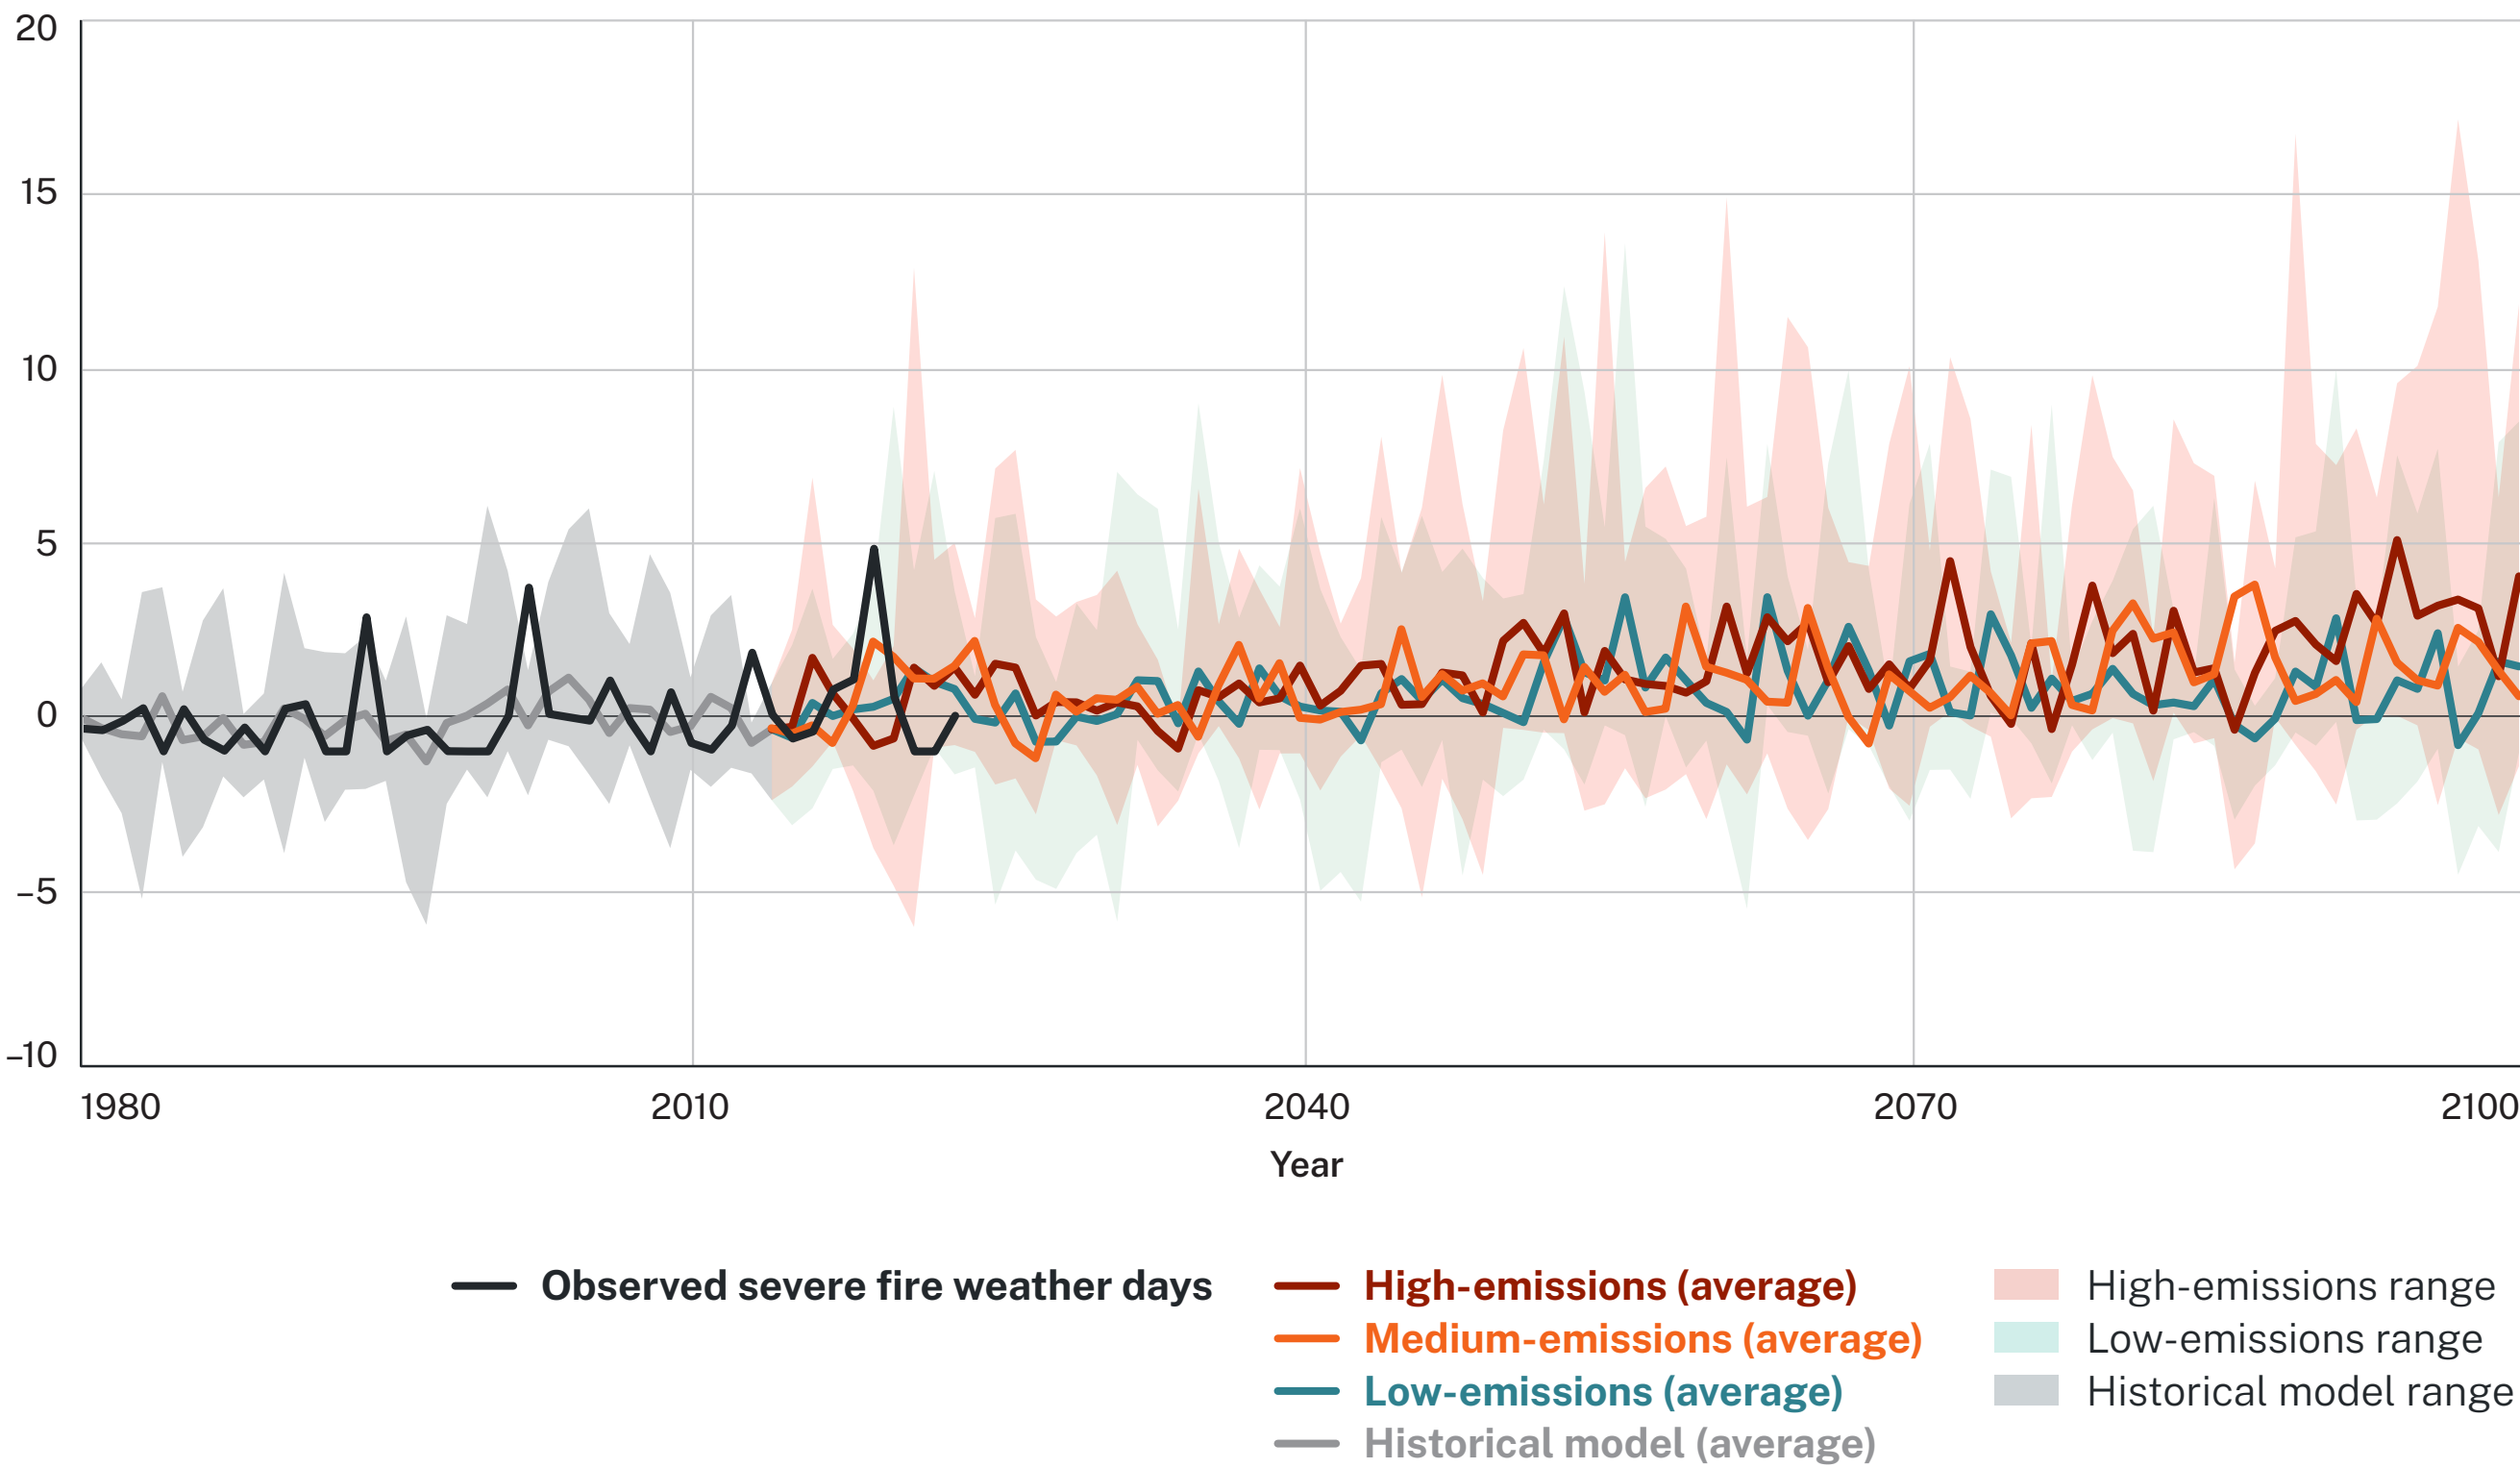 20
15
10
5
0
–5
–10
1980 2010 2040 2070 2100
Year
Observed severe fire weather days
High-emissions (average)
Medium-emissions (average)
Low-emissions (average)
Historical model (average)
High-emissions range
Low-emissions range
Historical model range